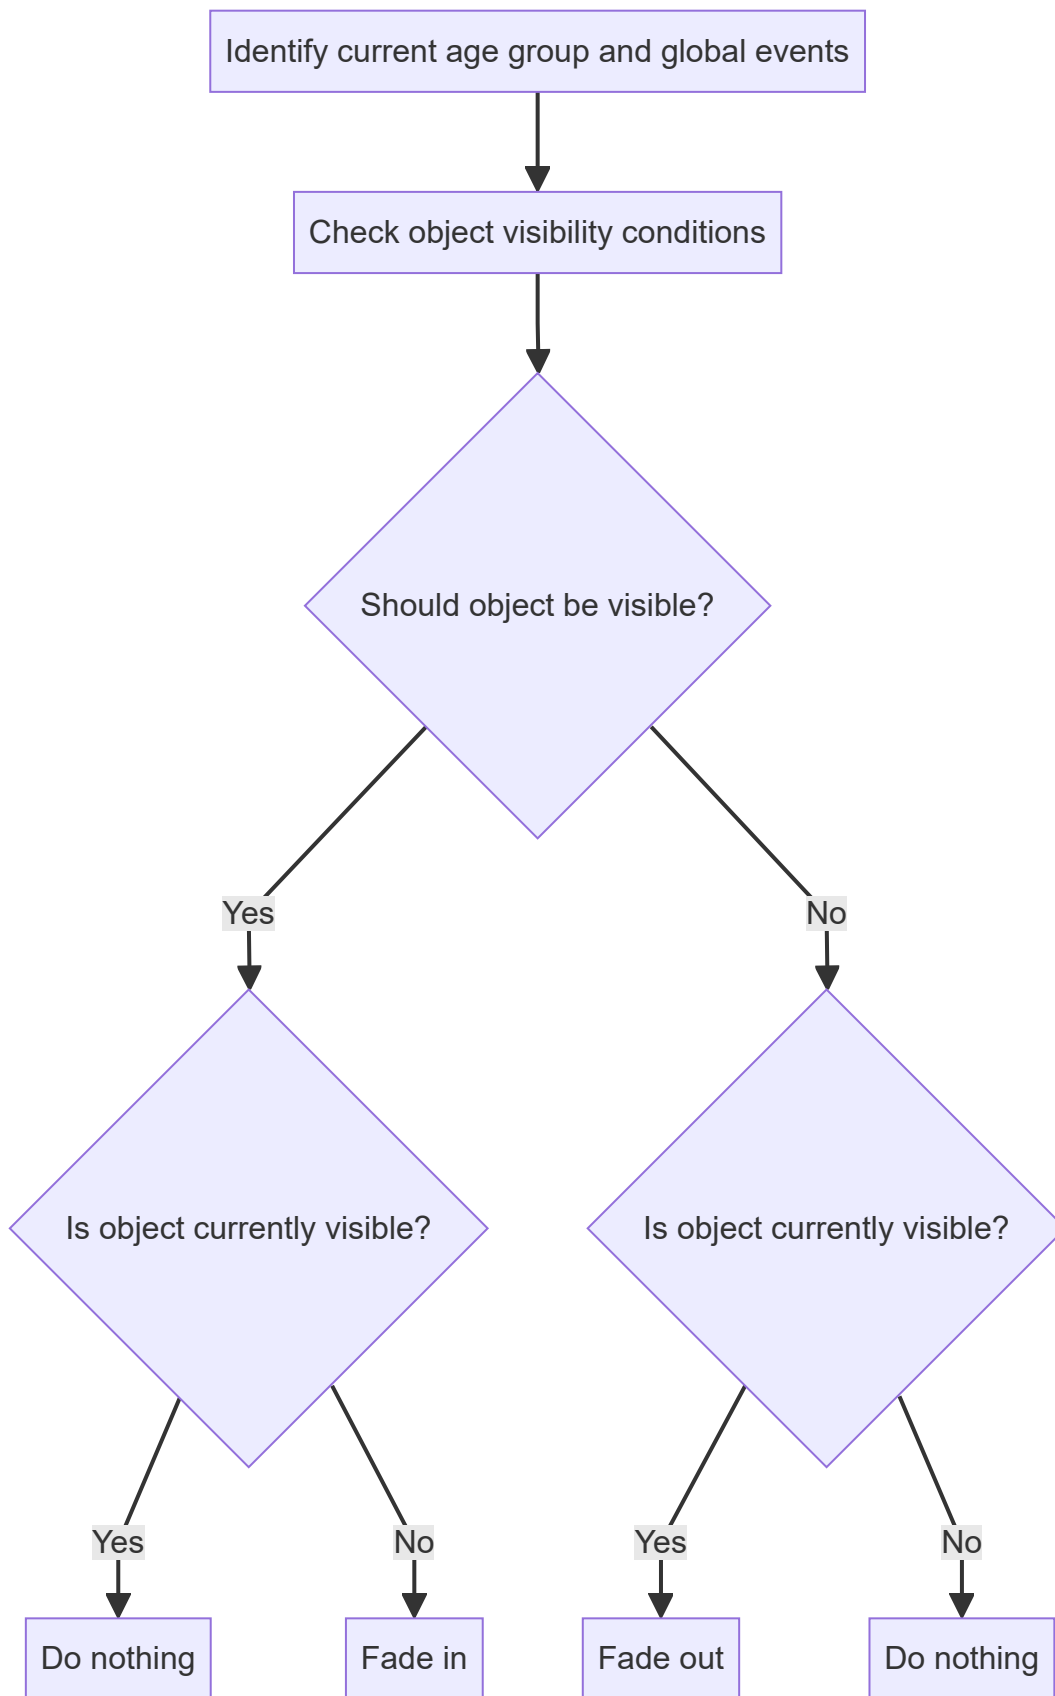 Identify current age group and global events
Check object visibility conditions
Should object be visible?
Yes
No
Is object currently visible?
Is object currently visible?
Yes
No
Yes
No
Do nothing
Fade in
Fade out
Do nothing